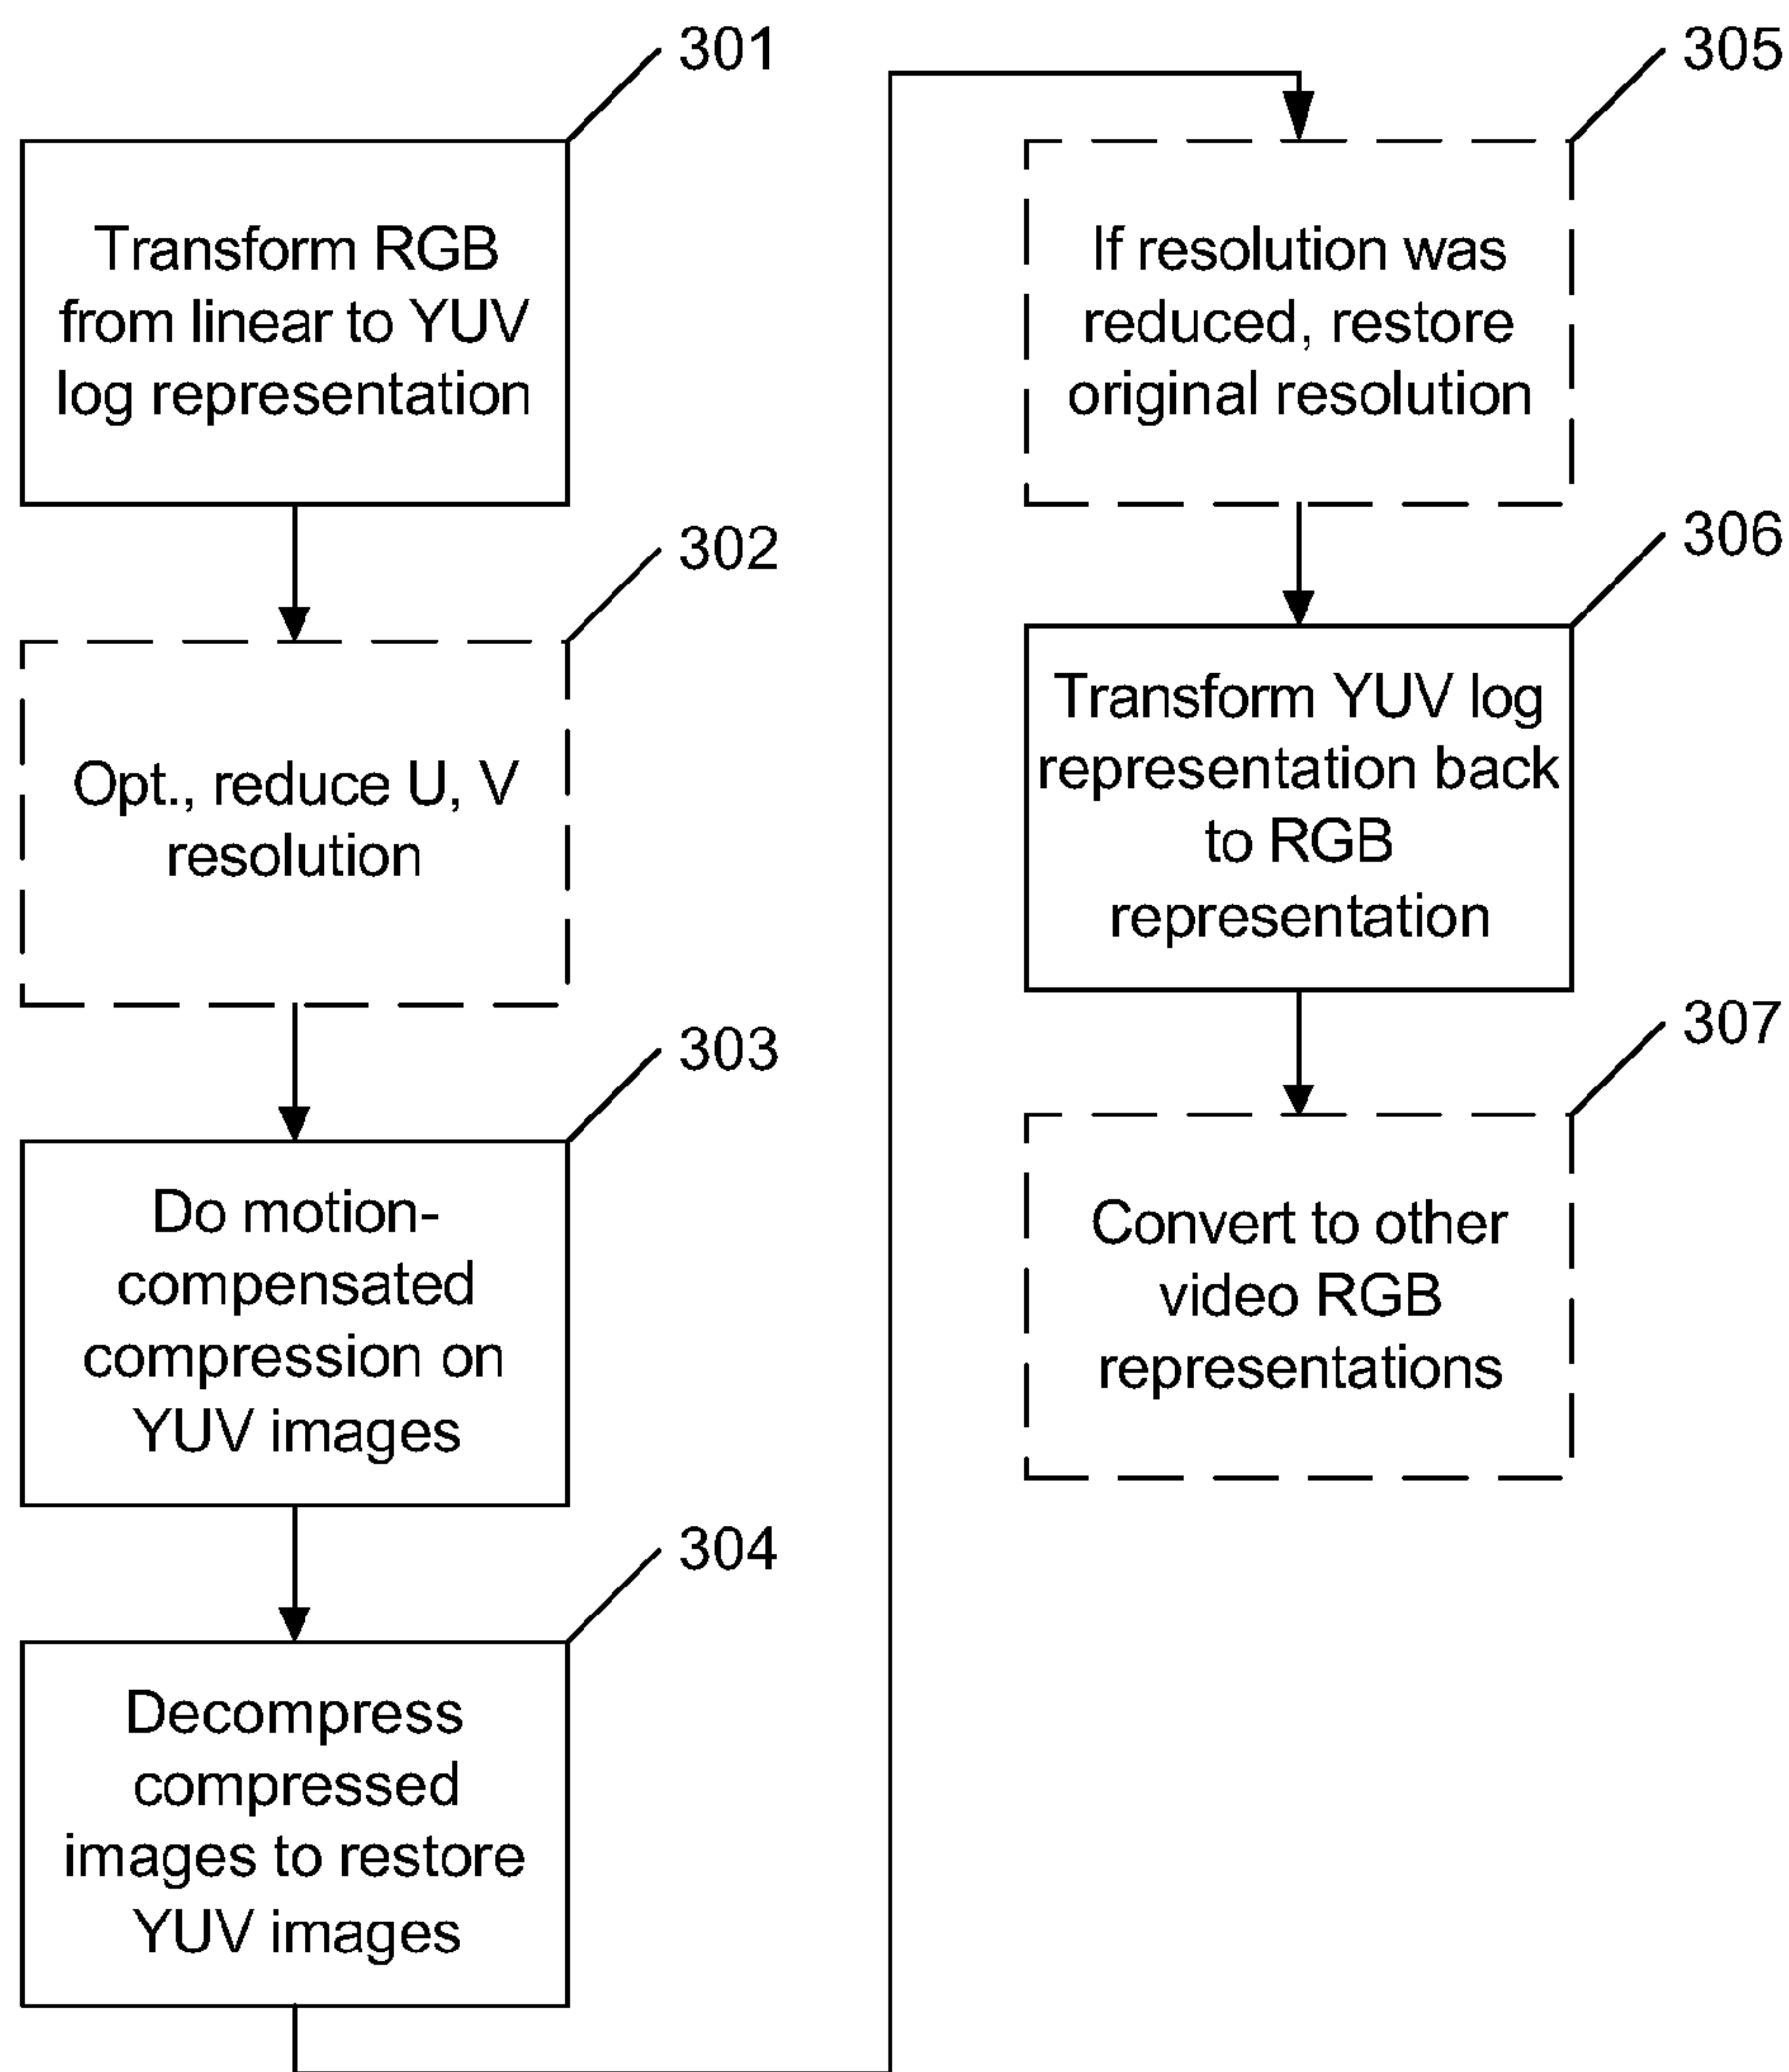 301
Transform RGB
from linear to YUV
log representation
302
Opt., reduce U, V
resolution
303
Do motion-
compensated
compression on
YUV images
304
Decompress
compressed
images to restore
YUV images
305
If resolution was
reduced, restore
original resolution
306
Transform YUV log
representation back
to RGB
representation
307
Convert to other
video RGB
representations